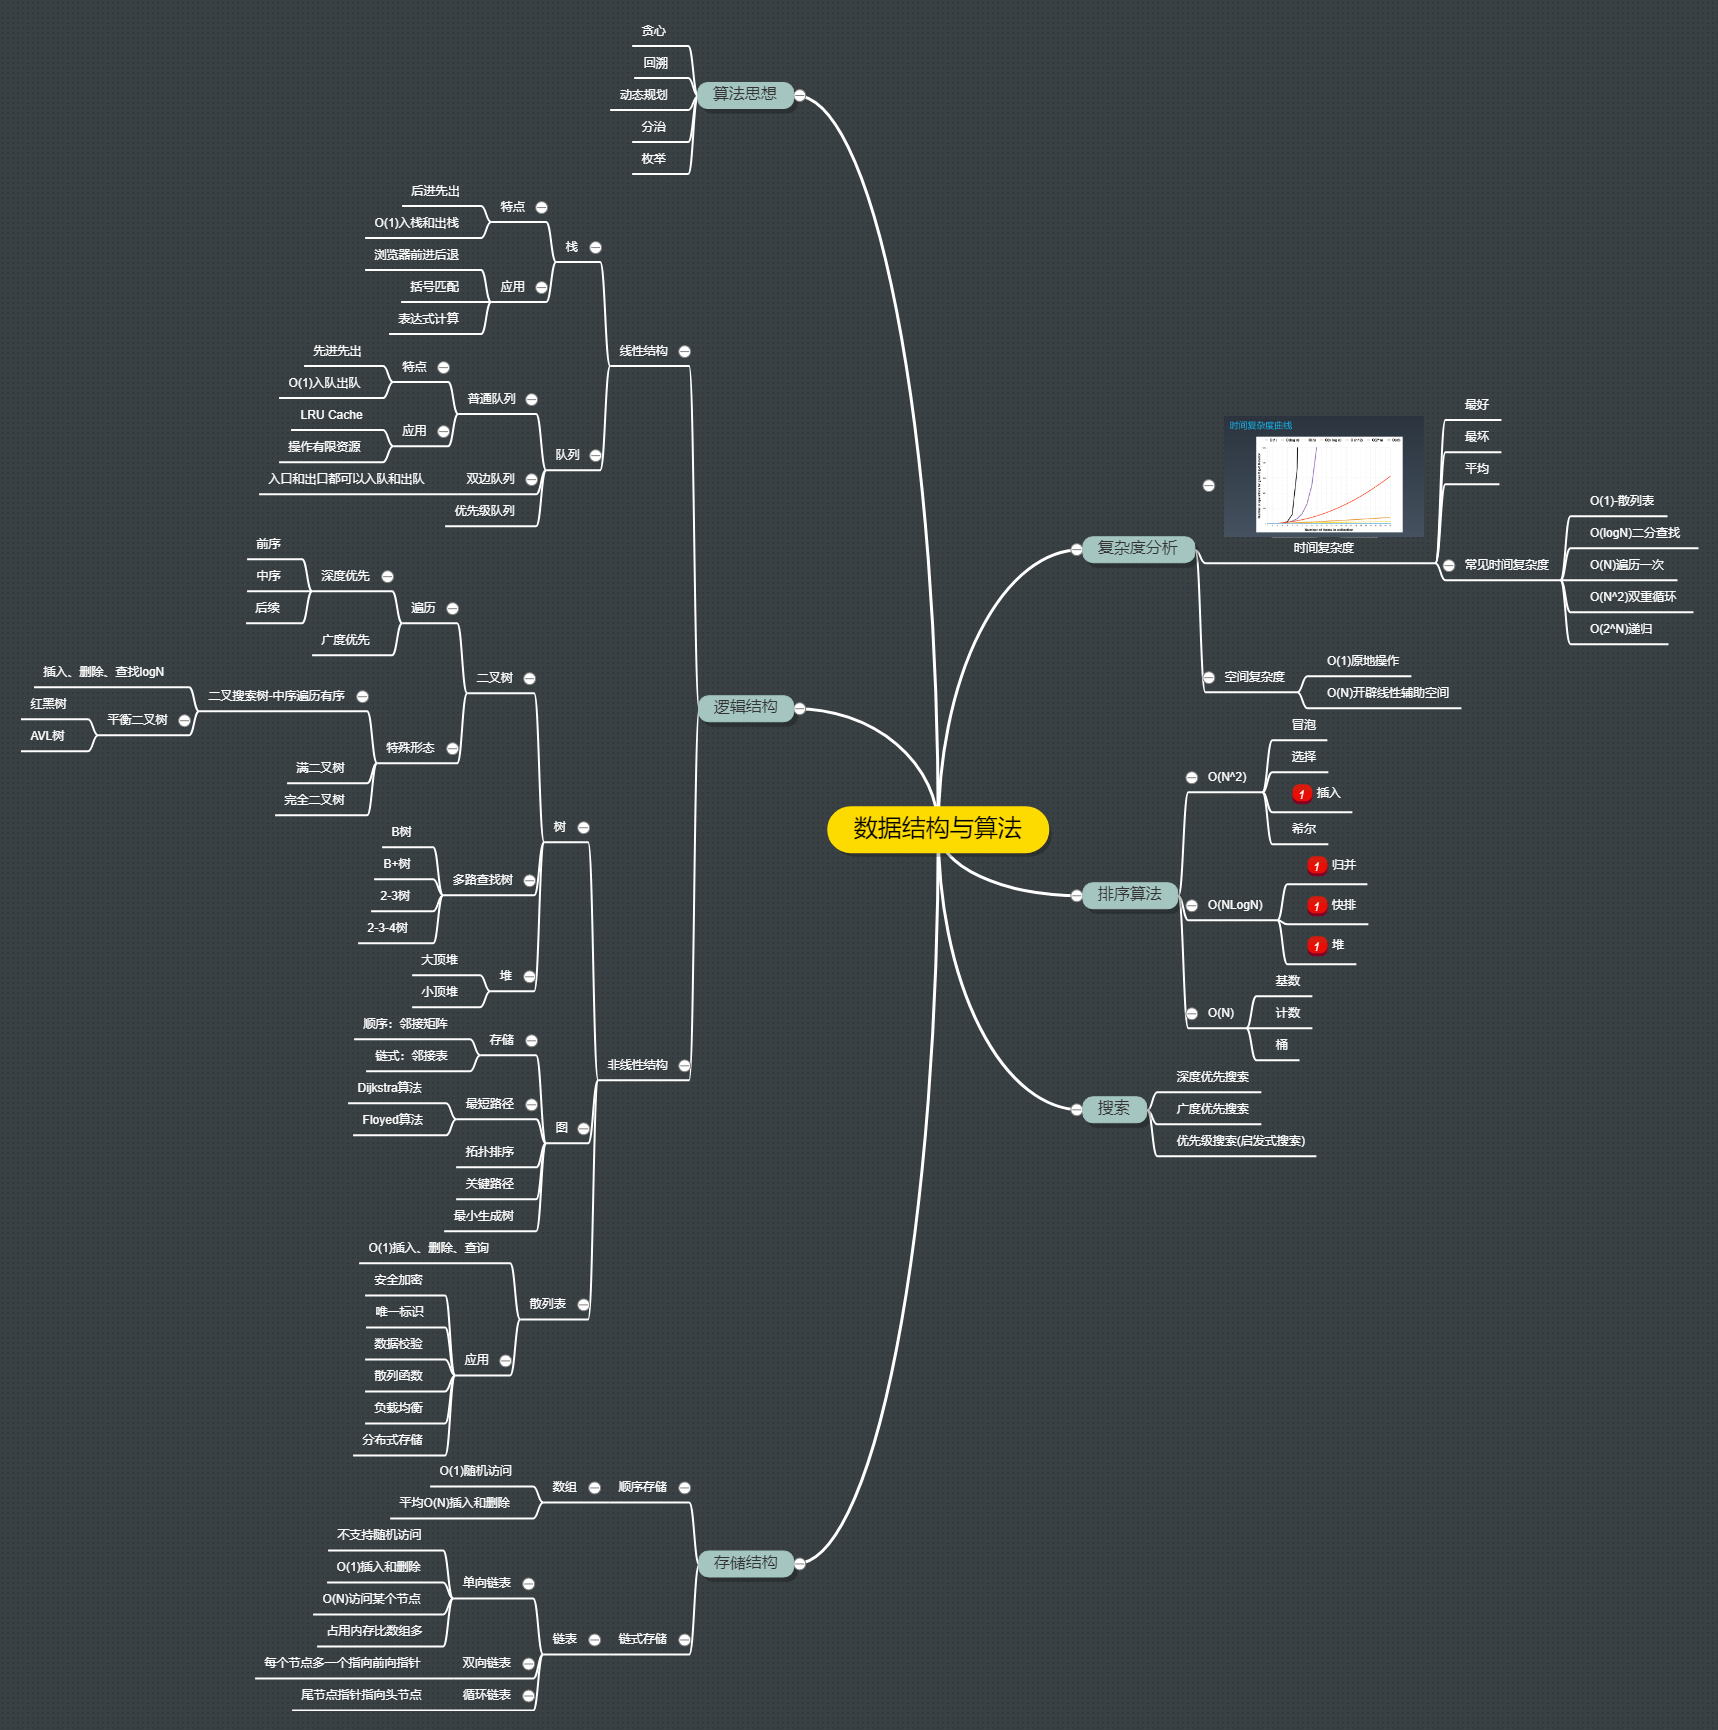 数据结构与算法
算法思想
贪心
回溯
动态规划
分治
枚举
逻辑结构
线性结构
栈
特点
后进先出
O(1)入栈和出栈
应用
浏览器前进后退
括号匹配
表达式计算
队列
普通队列
特点
先进先出
O(1)入队出队
应用
LRU Cache
操作有限资源
双边队列
入口和出口都可以入队和出队
优先级队列
非线性结构
树
二叉树
遍历
深度优先
前序
中序
后续
广度优先
特殊形态
二叉搜索树-中序遍历有序
插入、删除、查找logN
平衡二叉树
红黑树
AVL树
满二叉树
完全二叉树
多路查找树
B树
B+树
2-3树
2-3-4树
堆
大顶堆
小顶堆
图
存储
顺序：邻接矩阵
链式：邻接表
最短路径
Dijkstra算法
Floyed算法
拓扑排序
关键路径
最小生成树
散列表
O(1)插入、删除、查询
应用
安全加密
唯一标识
数据校验
散列函数
负载均衡
分布式存储
存储结构
顺序存储
数组
O(1)随机访问
平均O(N)插入和删除
链式存储
链表
单向链表
不支持随机访问
O(1)插入和删除
O(N)访问某个节点
占用内存比数组多
双向链表
每个节点多一个指向前向指针
循环链表
尾节点指针指向头节点
复杂度分析
时间复杂度曲线
时间复杂度
最好
最坏
平均
常见时间复杂度
O(1)-散列表
O(logN)二分查找
O(N)遍历一次
O(N^2)双重循环
O(2^N)递归
空间复杂度
O(1)原地操作
O(N)开辟线性辅助空间
排序算法
O(N^2)
冒泡
选择
1 插入
希尔
O(NLogN)
1 归并
1 快排
1 堆
O(N)
基数
计数
桶
搜索
深度优先搜索
广度优先搜索
优先级搜索(启发式搜索)